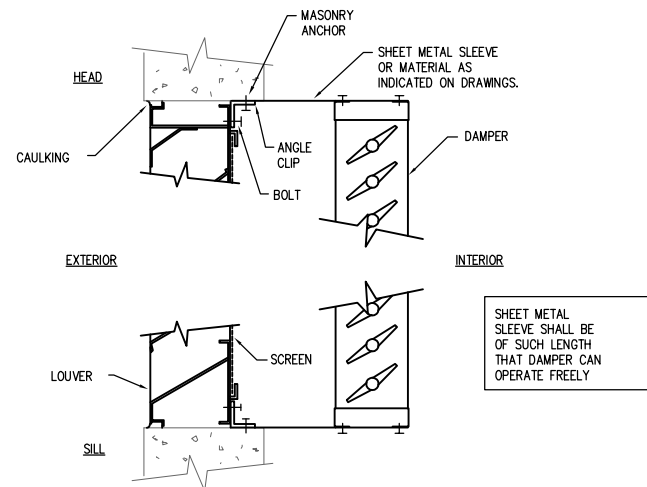 MASONRY
ANCHOR
HEAD
SHEET METAL SLEEVE
OR MATERIAL AS
INDICATED ON DRAWINGS.
CAULKING
ANGLE
CLIP
DAMPER
BOLT
EXTERIOR
INTERIOR
SHEET METAL
SLEEVE SHALL BE
OF SUCH LENGTH
THAT DAMPER CAN
OPERATE FREELY
SCREEN
LOUVER
SILL